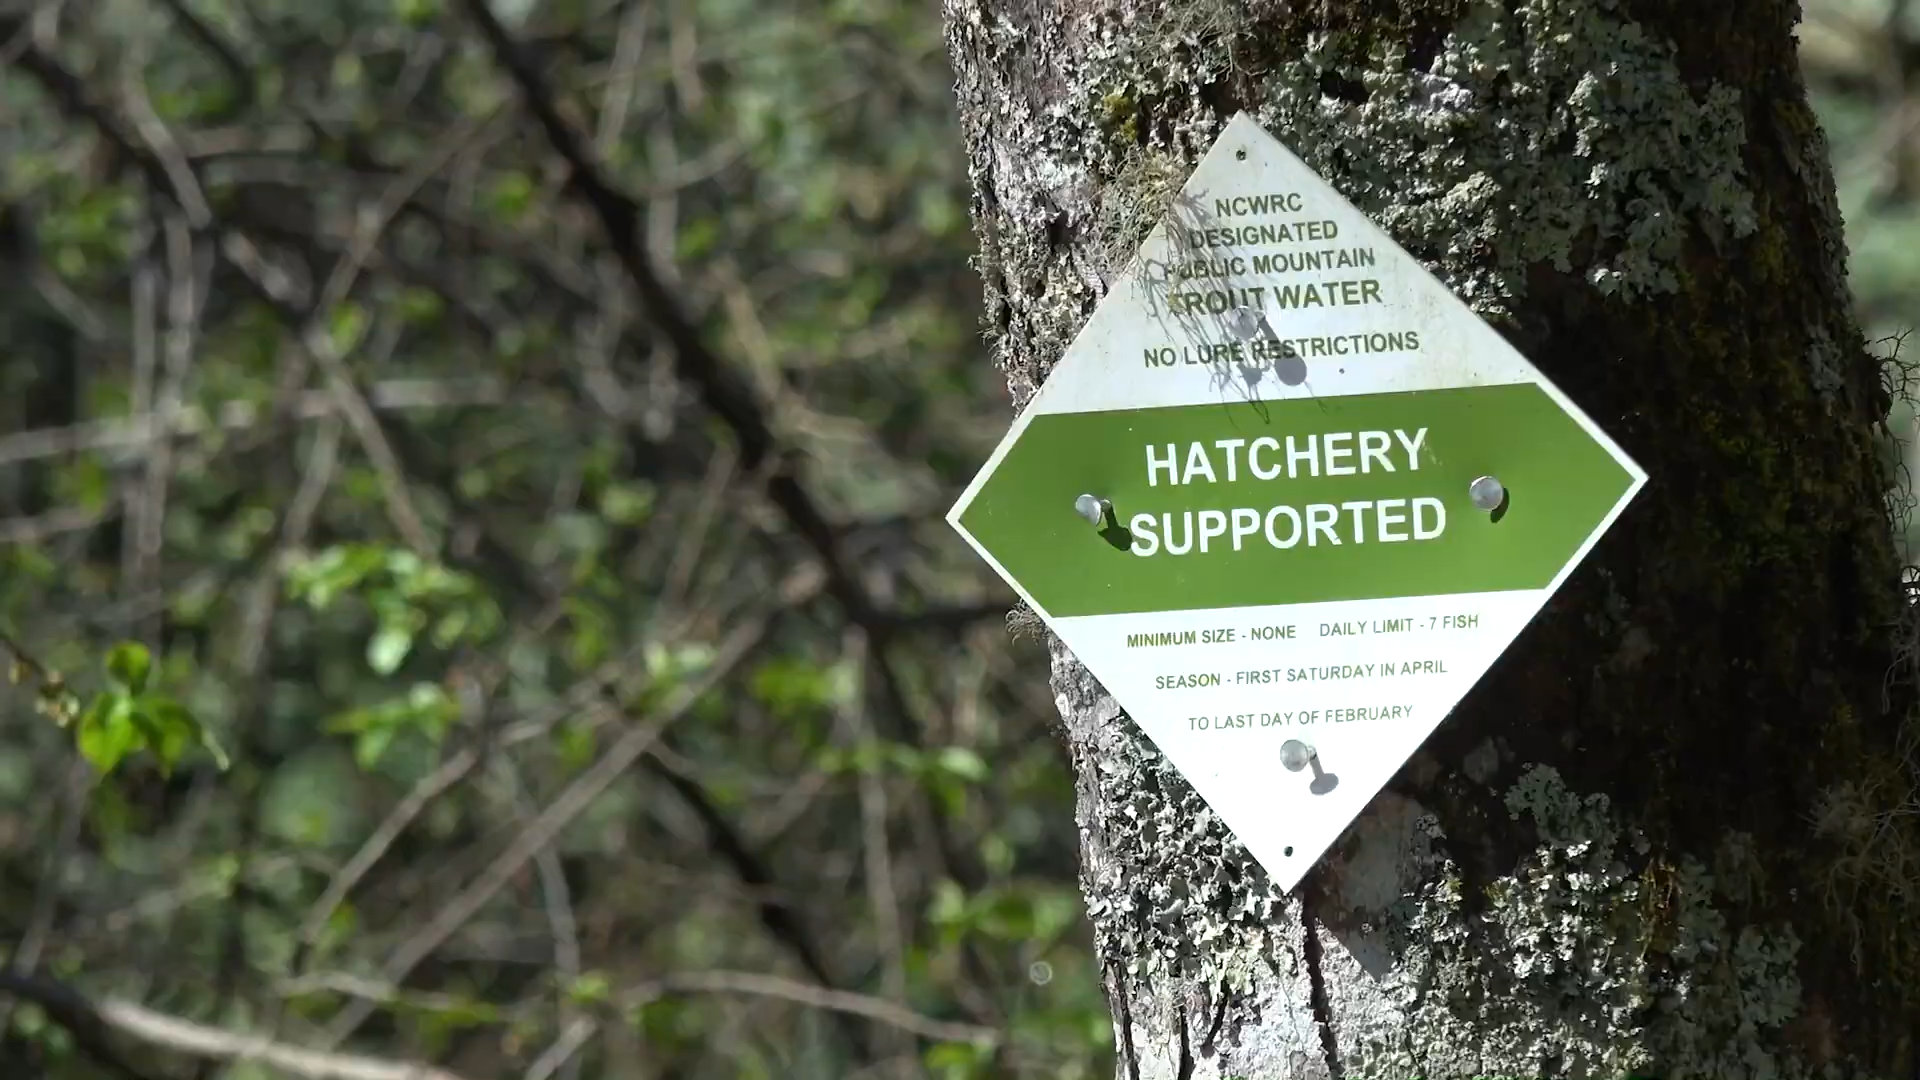 NCWRC
DESIGNATED
PUBLIC MOUNTAIN
TROUT WATER
NO LURE RESTRICTIONS
HATCHERY
SUPPORTED
MINIMUM SIZE - NONE DAILY LIMIT - 7 FISH
SEASON - FIRST SATURDAY IN APRIL
TO LAST DAY OF FEBRUARY